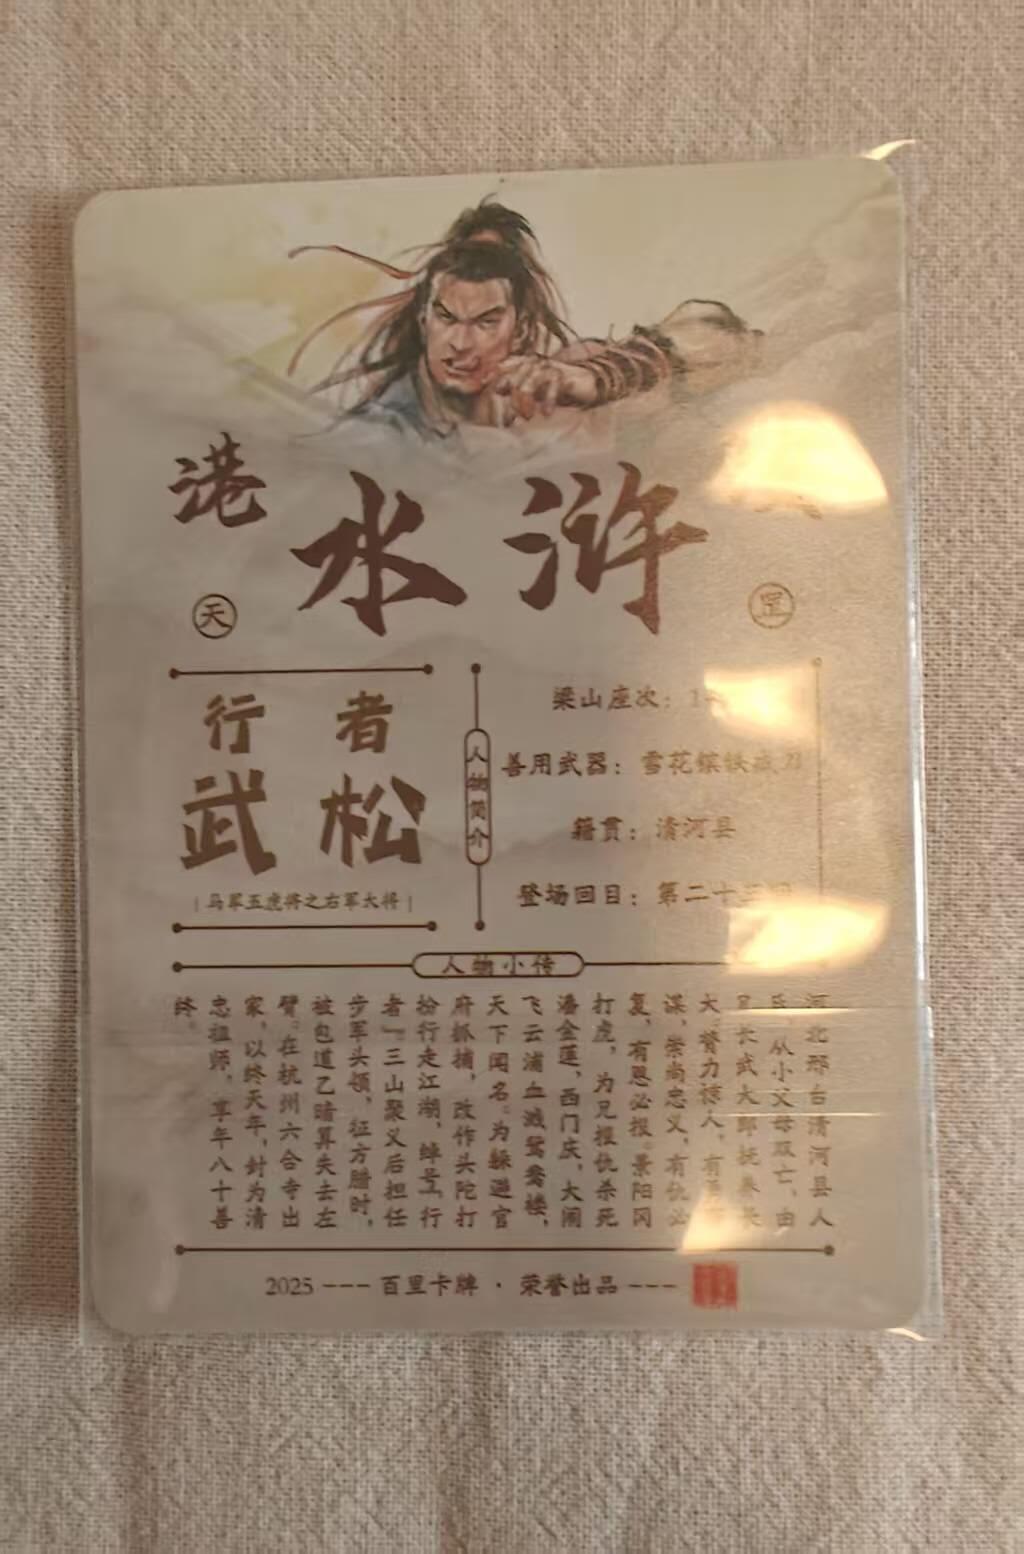 港
水浒
天
罡
行者
武松
马军五虎将之右军大将
人物简介
梁山座次：1
善用武器：雪花镔铁戒刀
籍贯：清河县
登场回目：第二十
人物小传
河北邢台清河县人
氏，从小父母双亡，由
兄长武大郎抚养长
大。膂力惊人，有
谋，崇尚忠义，有仇必
复，有恩必报。景阳冈
打虎，为兄报仇杀死
潘金莲，西门庆，大闹
飞云浦血溅鸳鸯楼，
天下闻名。为躲避官
府抓捕，改作头陀打
扮行走江湖，绰号“行
者”。三山聚义后担任
步军头领，征方腊时，
被包道乙暗算失去左
臂。在杭州六合寺出
家，以终天年，封为清
忠祖师，享年八十善
终。
2025 --- 百里卡牌 · 荣誉出品 ---